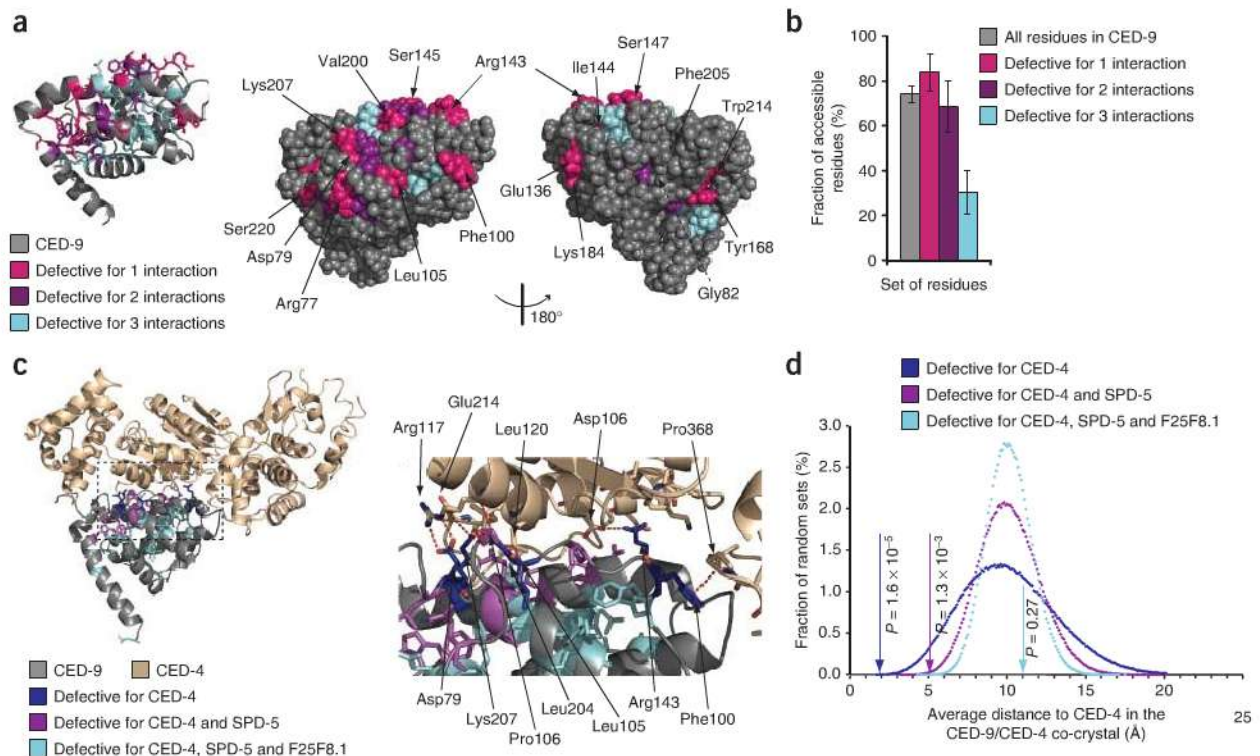 a
Val200
Ser145
Arg143
Ser147
Ile144
Phe205
Lys207
Trp214
Glu136
Ser220
Asp79
Phe100
Lys184
Tyr168
Arg77
Leu105
Gly82
180°
CED-9
Defective for 1 interaction
Defective for 2 interactions
Defective for 3 interactions
b
All residues in CED-9
Defective for 1 interaction
Defective for 2 interactions
Defective for 3 interactions
Fraction of accessible
residues (%)
100
80
60
40
20
0
Set of residues
c
Glu214
Arg117
Leu120
Asp106
Pro368
Asp79
Lys207
Pro106
Leu204
Leu105
Arg143
Phe100
CED-9
CED-4
Defective for CED-4
Defective for CED-4 and SPD-5
Defective for CED-4, SPD-5 and F25F8.1
d
Defective for CED-4
Defective for CED-4 and SPD-5
Defective for CED-4, SPD-5 and F25F8.1
Fraction of random sets (%)
3.0
2.5
2.0
1.5
1.0
0.5
0.0
P = 1.6 × 10⁻⁵
P = 1.3 × 10⁻³
P = 0.27
0 5 10 15 20 25
Average distance to CED-4 in the
CED-9/CED-4 co-crystal (Å)